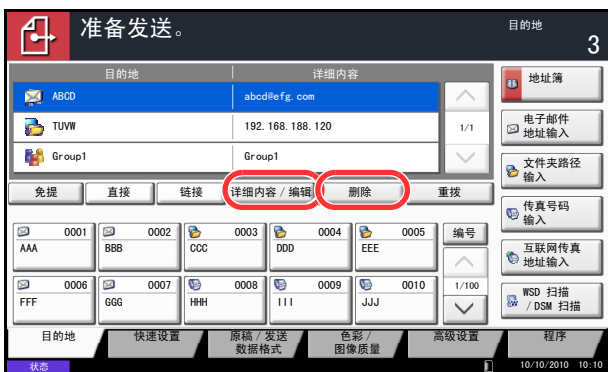 准备发送。
目的地
3
目的地 详细内容
ABCD abcd@efg.com
TUVW 192.168.188.120 1/1
Group1 Group1
免提 直接 链接 详细内容 / 编辑 删除 重拨
0001 0002 0003 0004 0005 编号
AAA BBB CCC DDD EEE
0006 0007 0008 0009 0010 1/100
FFF GGG HHH III JJJ
地址簿
电子邮件
地址输入
文件夹路径
输入
传真号码
输入
互联网传真
地址输入
WSD 扫描
/DSM 扫描
目的地 快速设置 原稿 / 发送
数据格式 色彩 /
图像质量 高级设置 程序
状态 10/10/2010 10:10